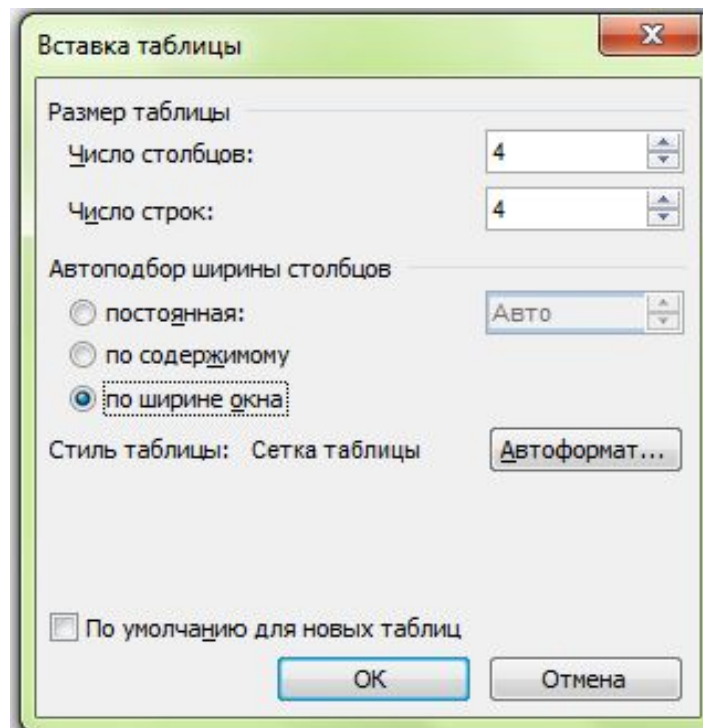 Вставка таблицы
Размер таблицы
Число столбцов: 4
Число строк: 4
Автоподбор ширины столбцов
постоянная: Авто
по содержимому
по ширине окна
Стиль таблицы: Сетка таблицы Автоформат...
По умолчанию для новых таблиц
ОК Отмена